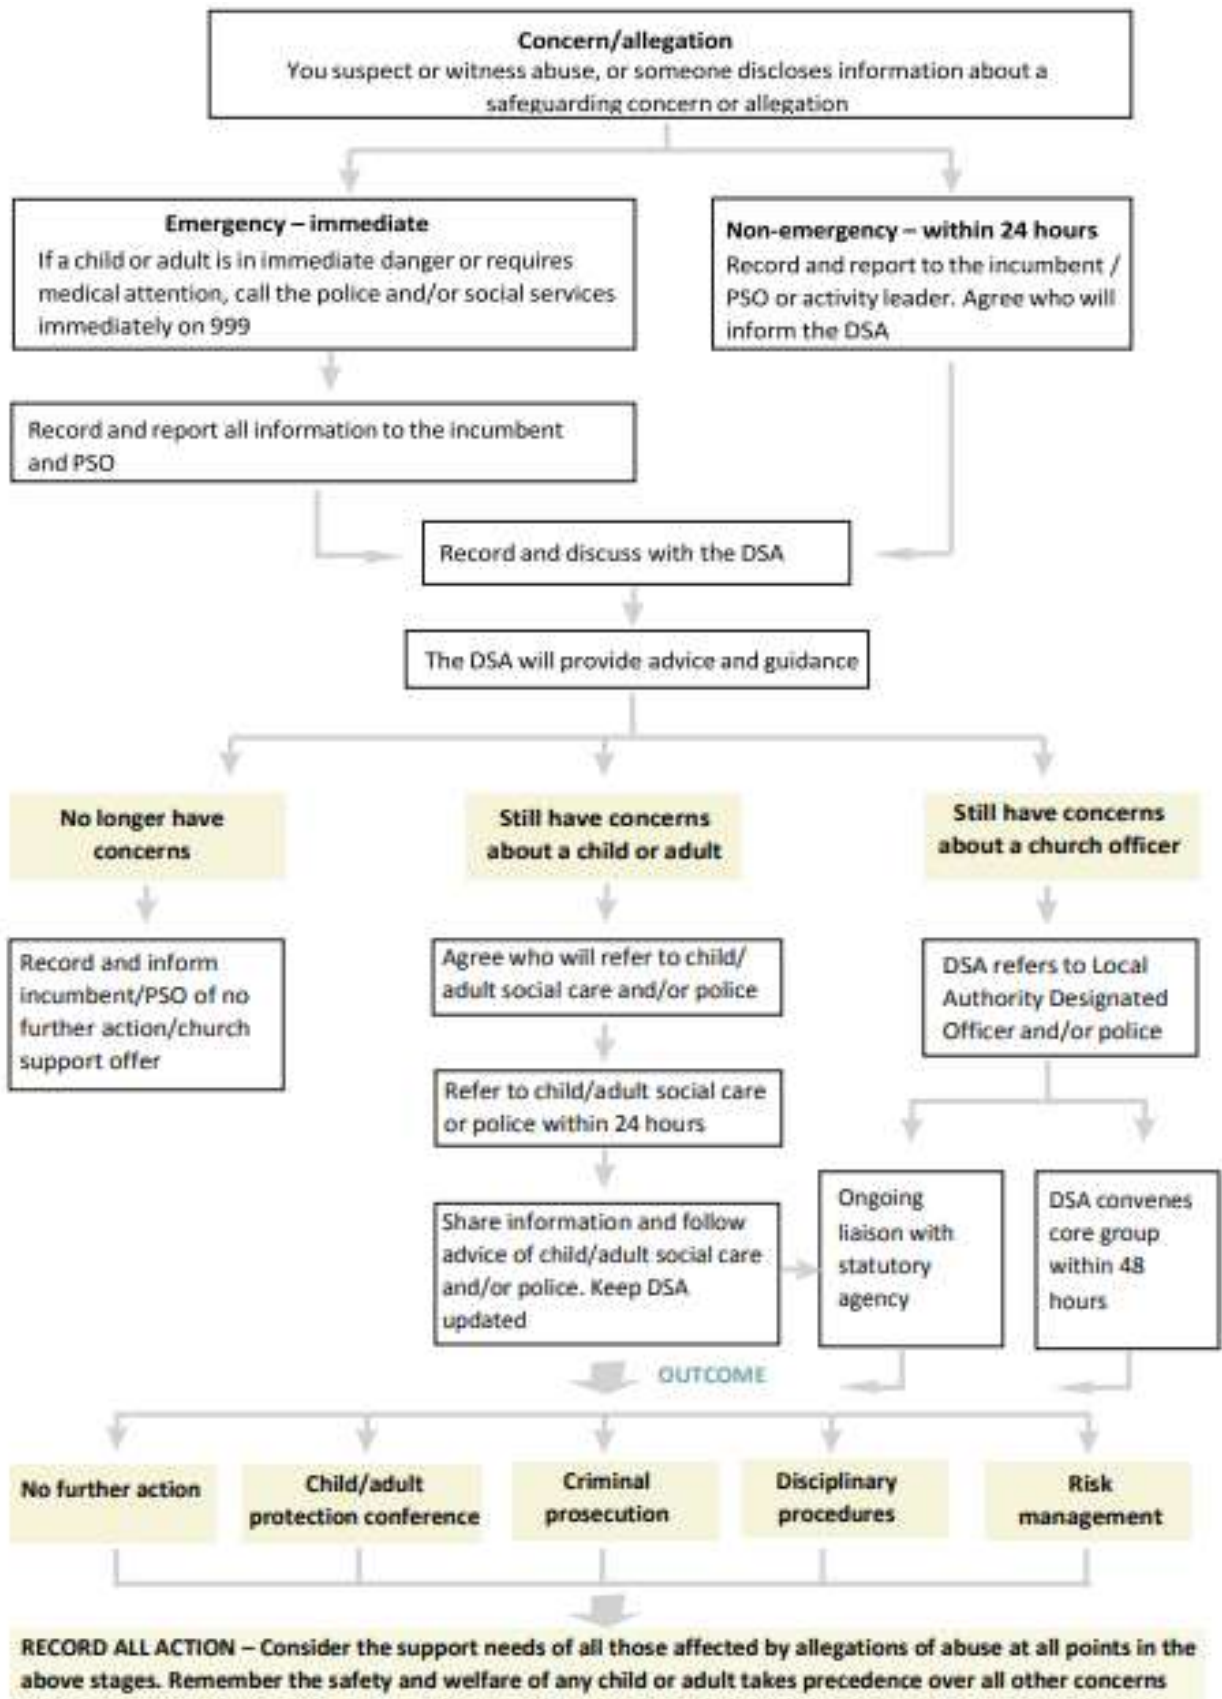 Concern/allegation
You suspect or witness abuse, or someone discloses information about a
safeguarding concern or allegation
Emergency – immediate
If a child or adult is in immediate danger or requires
medical attention, call the police and/or social services
immediately on 999
Non-emergency – within 24 hours
Record and report to the incumbent /
PSO or activity leader. Agree who will
inform the DSA
Record and report all information to the incumbent
and PSO
Record and discuss with the DSA
The DSA will provide advice and guidance
No longer have
concerns
Still have concerns
about a child or adult
Still have concerns
about a church officer
Record and inform
incumbent/PSO of no
further action/church
support offer
Agree who will refer to child/
adult social care and/or police
DSA refers to Local
Authority Designated
Officer and/or police
Refer to child/adult social care
or police within 24 hours
Share information and follow
advice of child/adult social care
and/or police. Keep DSA
updated
Ongoing
liaison with
statutory
agency
DSA convenes
core group
within 48
hours
OUTCOME
No further action
Child/adult
protection conference
Criminal
prosecution
Disciplinary
procedures
Risk
management
RECORD ALL ACTION – Consider the support needs of all those affected by allegations of abuse at all points in the
above stages. Remember the safety and welfare of any child or adult takes precedence over all other concerns